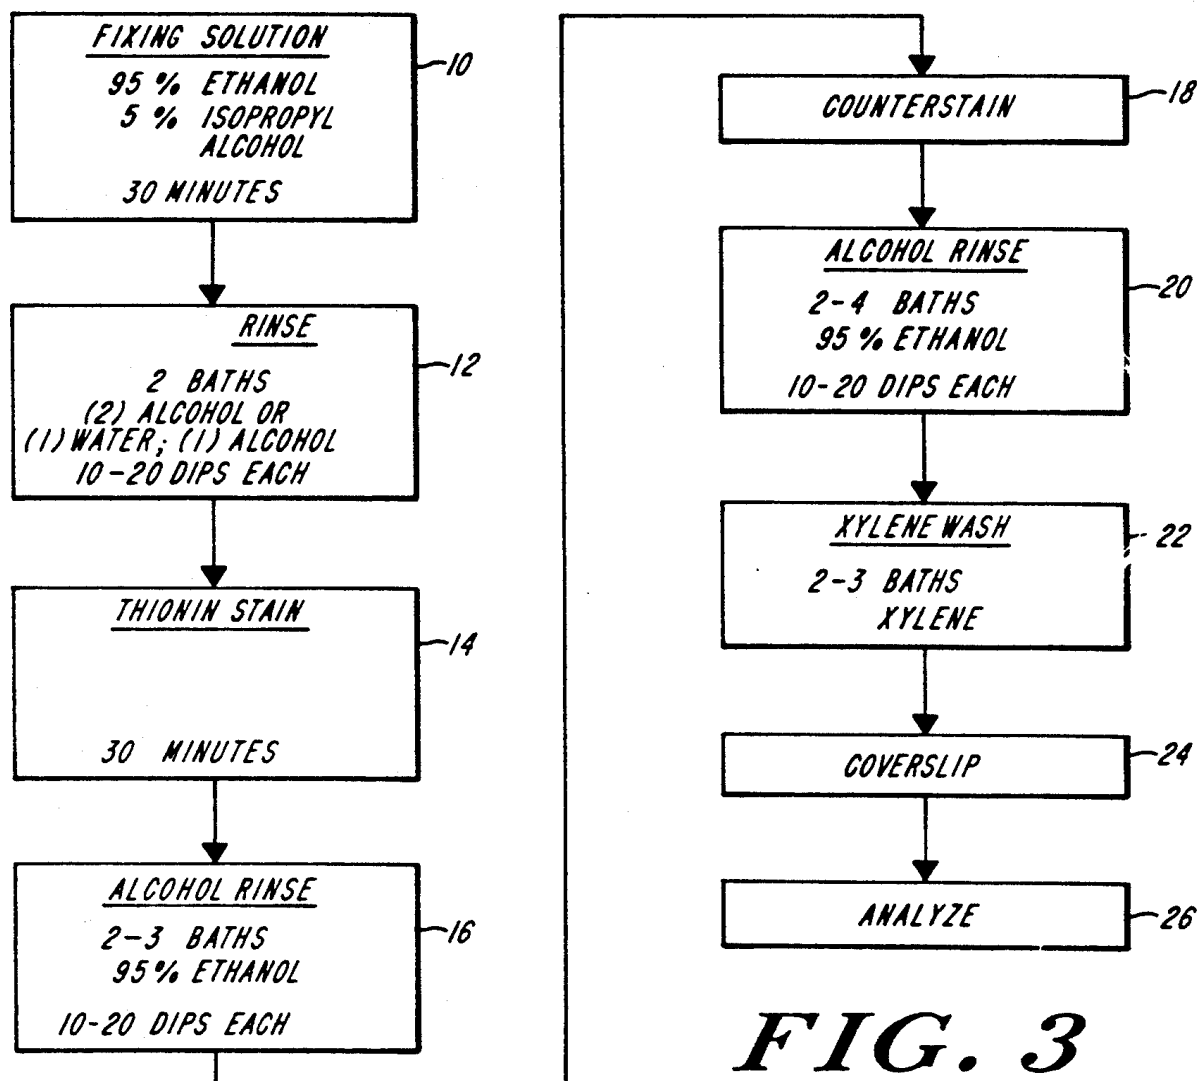 FIXING SOLUTION
95 % ETHANOL
5 % ISOPROPYL
ALCOHOL
30 MINUTES
10
RINSE
2 BATHS
(2) ALCOHOL OR
(1) WATER; (1) ALCOHOL
10-20 DIPS EACH
12
THIONIN STAIN
30 MINUTES
14
ALCOHOL RINSE
2-3 BATHS
95% ETHANOL
10-20 DIPS EACH
16
COUNTERSTAIN
18
ALCOHOL RINSE
2-4 BATHS
95 % ETHANOL
10-20 DIPS EACH
20
XYLENE WASH
2-3 BATHS
XYLENE
22
COVERSLIP
24
ANALYZE
26
FIG. 3